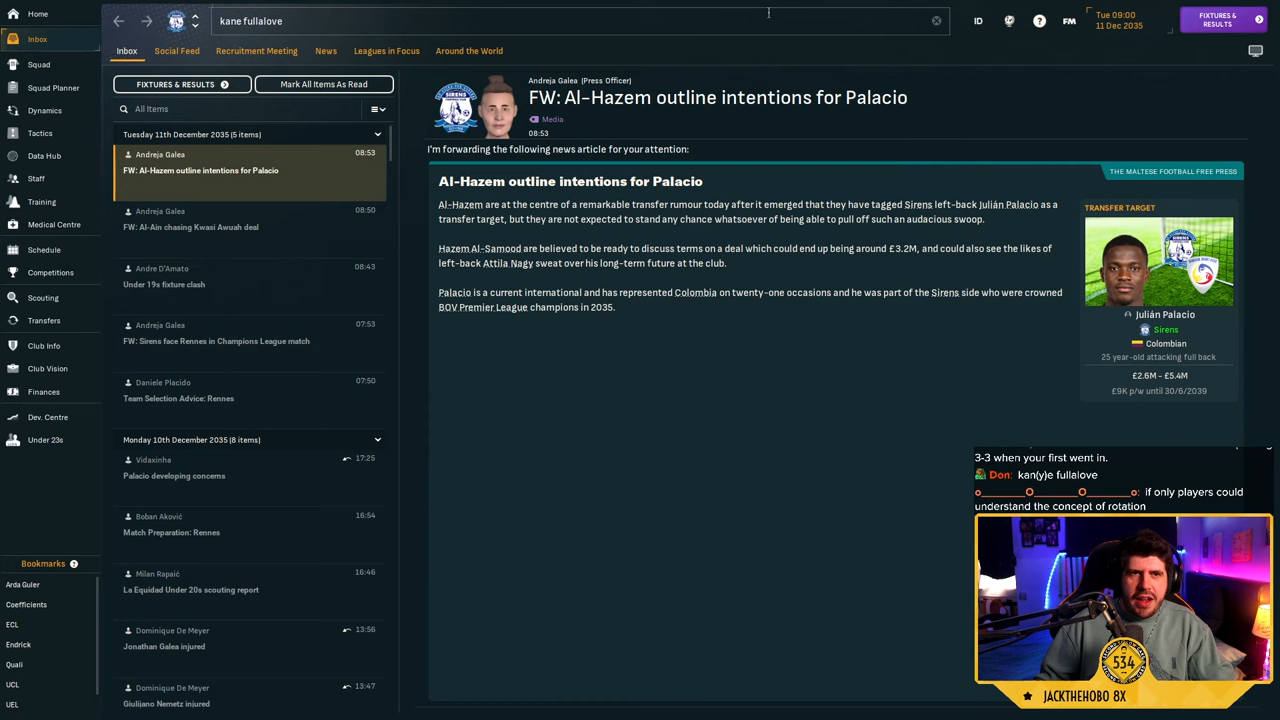 kane fullalove
ID
FM
Tue 09:00
11 Dec 2035
FIXTURES &
RESULTS
Home
Inbox
Squad
Squad Planner
Dynamics
Tactics
Data Hub
Staff
Training
Medical Centre
Schedule
Competitions
Scouting
Transfers
Club Info
Club Vision
Finances
Dev. Centre
Under 23s
Bookmarks
Arda Guler
Coefficients
ECL
Endrick
Quali
UCL
UEL
Inbox
Social Feed
Recruitment Meeting
News
Leagues in Focus
Around the World
FIXTURES & RESULTS
Mark All Items As Read
All Items
Tuesday 11th December 2035 (5 items)
Andreja Galea 08:53
FW: Al-Hazem outline intentions for Palacio
Andreja Galea 08:50
FW: Al-Ain chasing Kwasi Awuah deal
Andre D'Amato 08:43
Under 19s fixture clash
Andreja Galea 07:53
FW: Sirens face Rennes in Champions League match
Daniele Placido 07:50
Team Selection Advice: Rennes
Monday 10th December 2035 (8 items)
Vidaxinha 17:25
Palacio developing concerns
Boban Aković 16:54
Match Preparation: Rennes
Milan Rapaić 16:46
La Equidad Under 20s scouting report
Dominique De Meyer 13:56
Jonathan Galea injured
Dominique De Meyer 13:47
Giulijano Nemetz injured
SIRENS
Andreja Galea (Press Officer)
FW: Al-Hazem outline intentions for Palacio
Media
08:53
I'm forwarding the following news article for your attention:
THE MALTESE FOOTBALL FREE PRESS
Al-Hazem outline intentions for Palacio
Al-Hazem are at the centre of a remarkable transfer rumour today after it emerged that they have tagged Sirens left-back Julián Palacio as a
transfer target, but they are not expected to stand any chance whatsoever of being able to pull off such an audacious swoop.
Hazem Al-Samood are believed to be ready to discuss terms on a deal which could end up being around £3.2M, and could also see the likes of
left-back Attila Nagy sweat over his long-term future at the club.
Palacio is a current international and has represented Colombia on twenty-one occasions and he was part of the Sirens side who were crowned
BOV Premier League champions in 2035.
TRANSFER TARGET
Julián Palacio
Sirens
Colombian
25 year-old attacking full back
£2.6M - £5.4M
£9K p/w until 30/6/2039
3-3 when your first went in.
Don: kan(y)e fullalove
o______O______O______o: if only players could
understand the concept of rotation
534
JACKTHEHOBO 8X